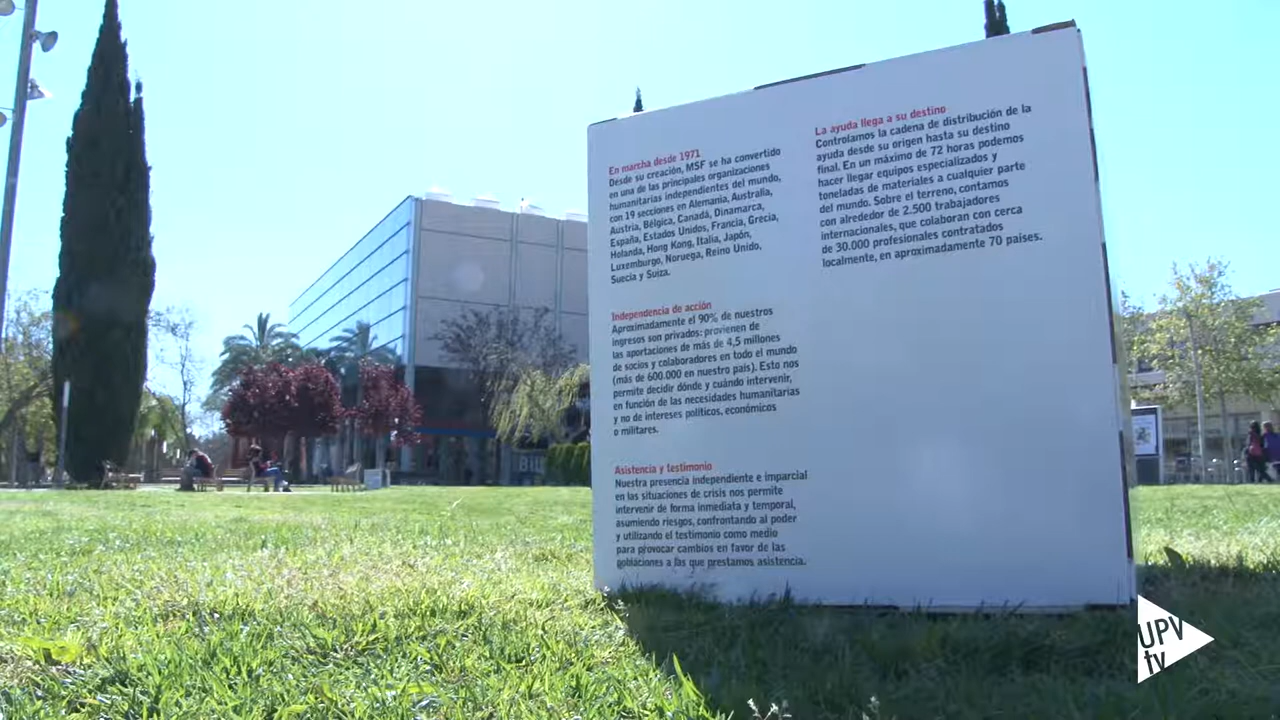 En marcha desde 1971
Desde su creación, MSF se ha convertido
en una de las principales organizaciones
humanitarias independientes del mundo,
con 19 secciones en Alemania, Australia,
Austria, Bélgica, Canadá, Dinamarca,
España, Estados Unidos, Francia, Grecia,
Holanda, Hong Kong, Italia, Japón,
Luxemburgo, Noruega, Reino Unido,
Suecia y Suiza.
Independencia de acción
Aproximadamente el 90% de nuestros
ingresos son privados: provienen de
las aportaciones de más de 4,5 millones
de socios y colaboradores en todo el mundo
(más de 600.000 en nuestro país). Esto nos
permite decidir dónde y cuándo intervenir,
en función de las necesidades humanitarias
y no de intereses políticos, económicos
o militares.
Asistencia y testimonio
Nuestra presencia independiente e imparcial
en las situaciones de crisis nos permite
intervenir de forma inmediata y temporal,
asumiendo riesgos, confrontando al poder
y utilizando el testimonio como medio
para provocar cambios en favor de las
poblaciones a las que prestamos asistencia.
La ayuda llega a su destino
Controlamos la cadena de distribución de la
ayuda desde su origen hasta su destino
final. En un máximo de 72 horas podemos
hacer llegar equipos especializados y
toneladas de materiales a cualquier parte
del mundo. Sobre el terreno, contamos
con alrededor de 2.500 trabajadores
internacionales, que colaboran con cerca
de 30.000 profesionales contratados
localmente, en aproximadamente 70 países.
UPV
tv